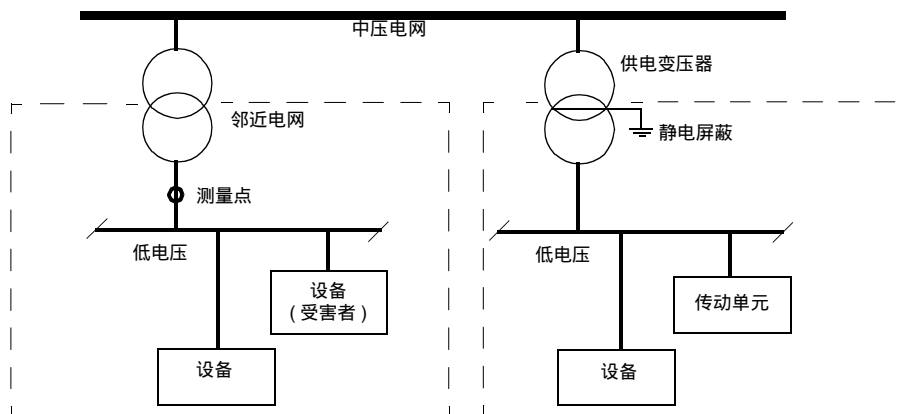 中压电网
供电变压器
邻近电网
静电屏蔽
测量点
低电压
低电压
设备
(受害者)
传动单元
设备
设备